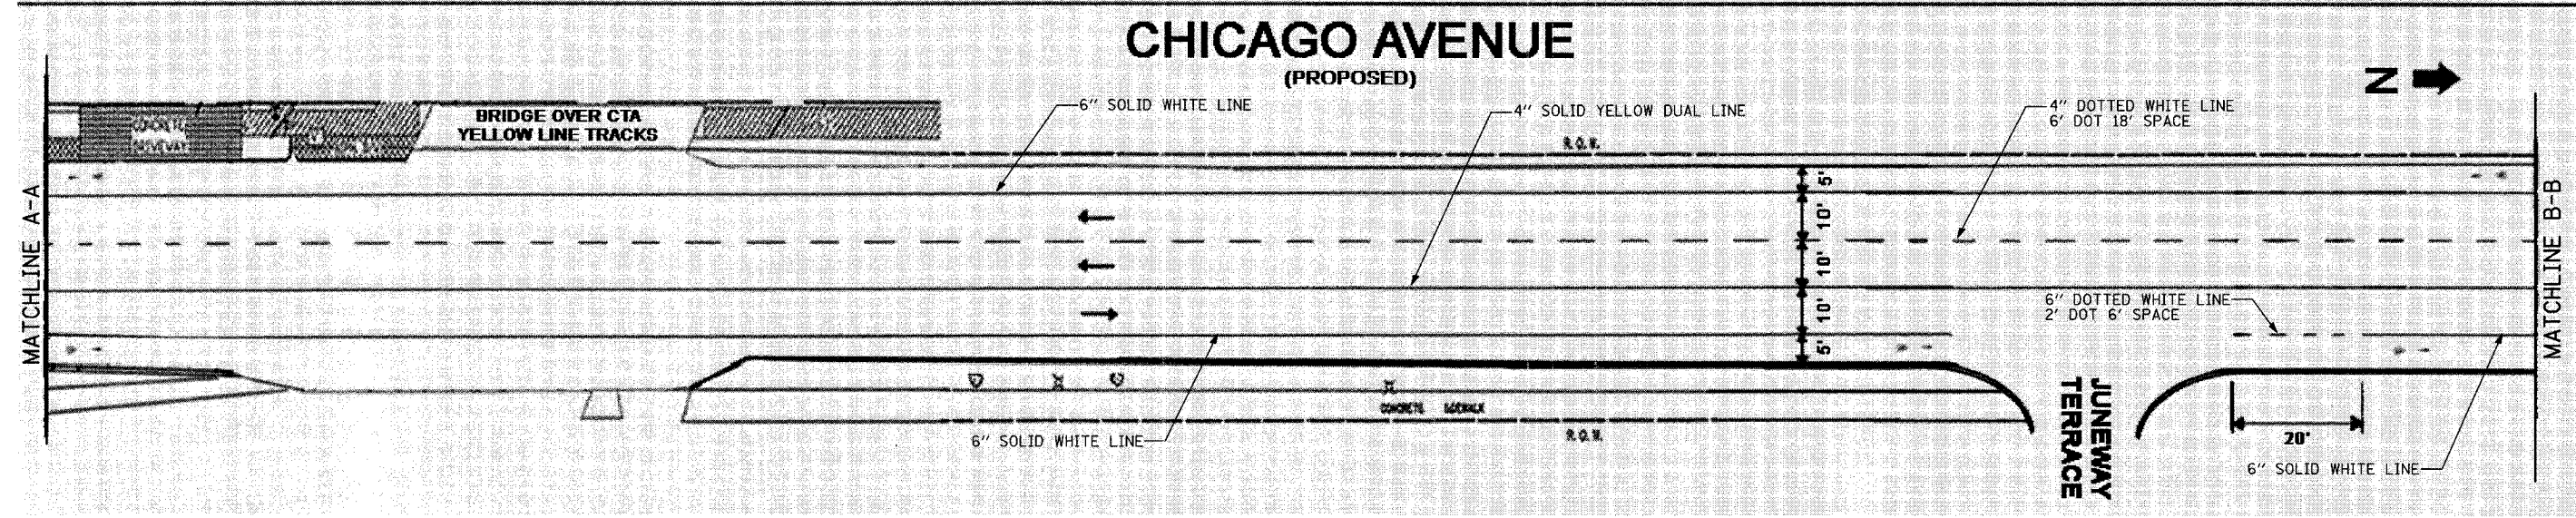 CHICAGO AVENUE
(PROPOSED)
N
BRIDGE OVER CTA
YELLOW LINE TRACKS
6" SOLID WHITE LINE
4" SOLID YELLOW DUAL LINE
4" DOTTED WHITE LINE
6' DOT 18' SPACE
CONCRETE
DRIVEWAY
R.O.W.
MATCHLINE A-A
5'
10'
10'
10'
5'
MATCHLINE B-B
6" DOTTED WHITE LINE
2' DOT 6' SPACE
CONCRETE SIDEWALK
R.O.W.
6" SOLID WHITE LINE
JUNEWAY
TERRACE
20'
6" SOLID WHITE LINE